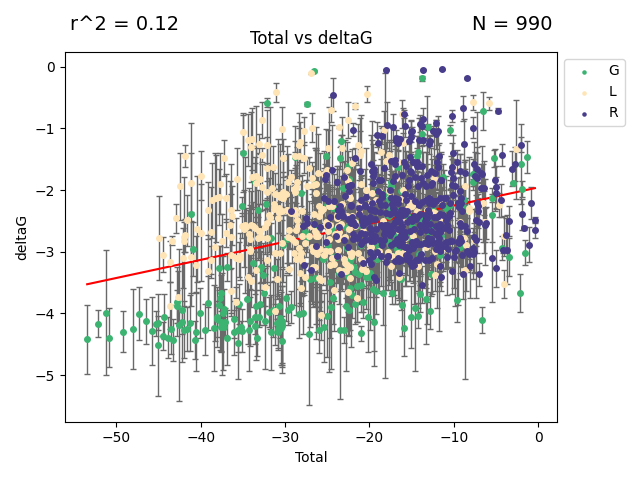 r^2 = 0.12
N = 990
Total vs deltaG
G
L
R
0
−1
−2
−3
−4
−5
deltaG
−50
−40
−30
−20
−10
0
Total